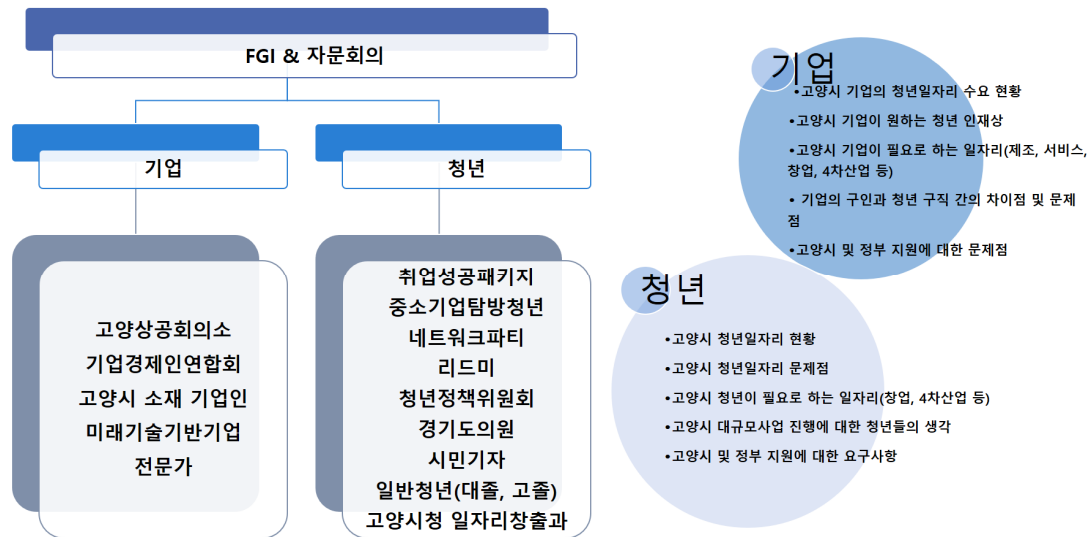 FGI & 자문회의
기업
청년
고양상공회의소
기업경제인연합회
고양시 소재 기업인
미래기술기반기업
전문가
취업성공패키지
중소기업탐방청년
네트워크파티
리드미
청년정책위원회
경기도의원
시민기자
일반청년(대졸, 고졸)
고양시청 일자리창출과
기업
•고양시 기업의 청년일자리 수요 현황
•고양시 기업이 원하는 청년 인재상
•고양시 기업이 필요로 하는 일자리(제조, 서비스,
창업, 4차산업 등)
• 기업의 구인과 청년 구직 간의 차이점 및 문제
점
•고양시 및 정부 지원에 대한 문제점
청년
•고양시 청년일자리 현황
•고양시 청년일자리 문제점
•고양시 청년이 필요로 하는 일자리(창업, 4차산업 등)
•고양시 대규모사업 진행에 대한 청년들의 생각
•고양시 및 정부 지원에 대한 요구사항